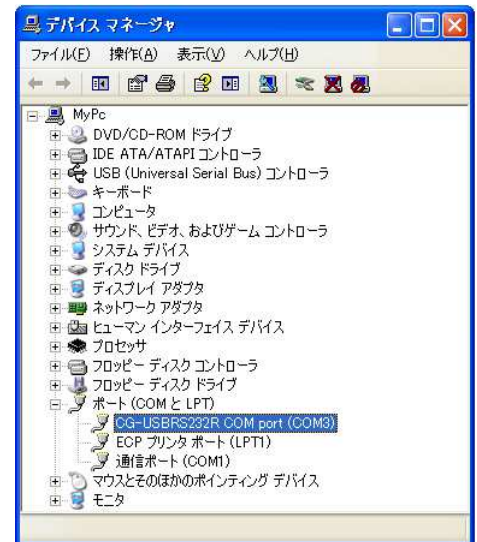 デバイス マネージャ
ファイル(F) 操作(A) 表示(V) ヘルプ(H)
MyPc
DVD/CD-ROM ドライブ
IDE ATA/ATAPI コントローラ
USB (Universal Serial Bus) コントローラ
キーボード
コンピュータ
サウンド、ビデオ、およびゲーム コントローラ
システム デバイス
ディスク ドライブ
ディスプレイ アダプタ
ネットワーク アダプタ
ヒューマン インターフェイス デバイス
プロセッサ
フロッピー ディスク コントローラ
フロッピー ディスク ドライブ
ポート (COM と LPT)
CG-USBRS232R COM port (COM3)
ECP プリンタ ポート (LPT1)
通信ポート (COM1)
マウスとそのほかのポインティング デバイス
モニタ